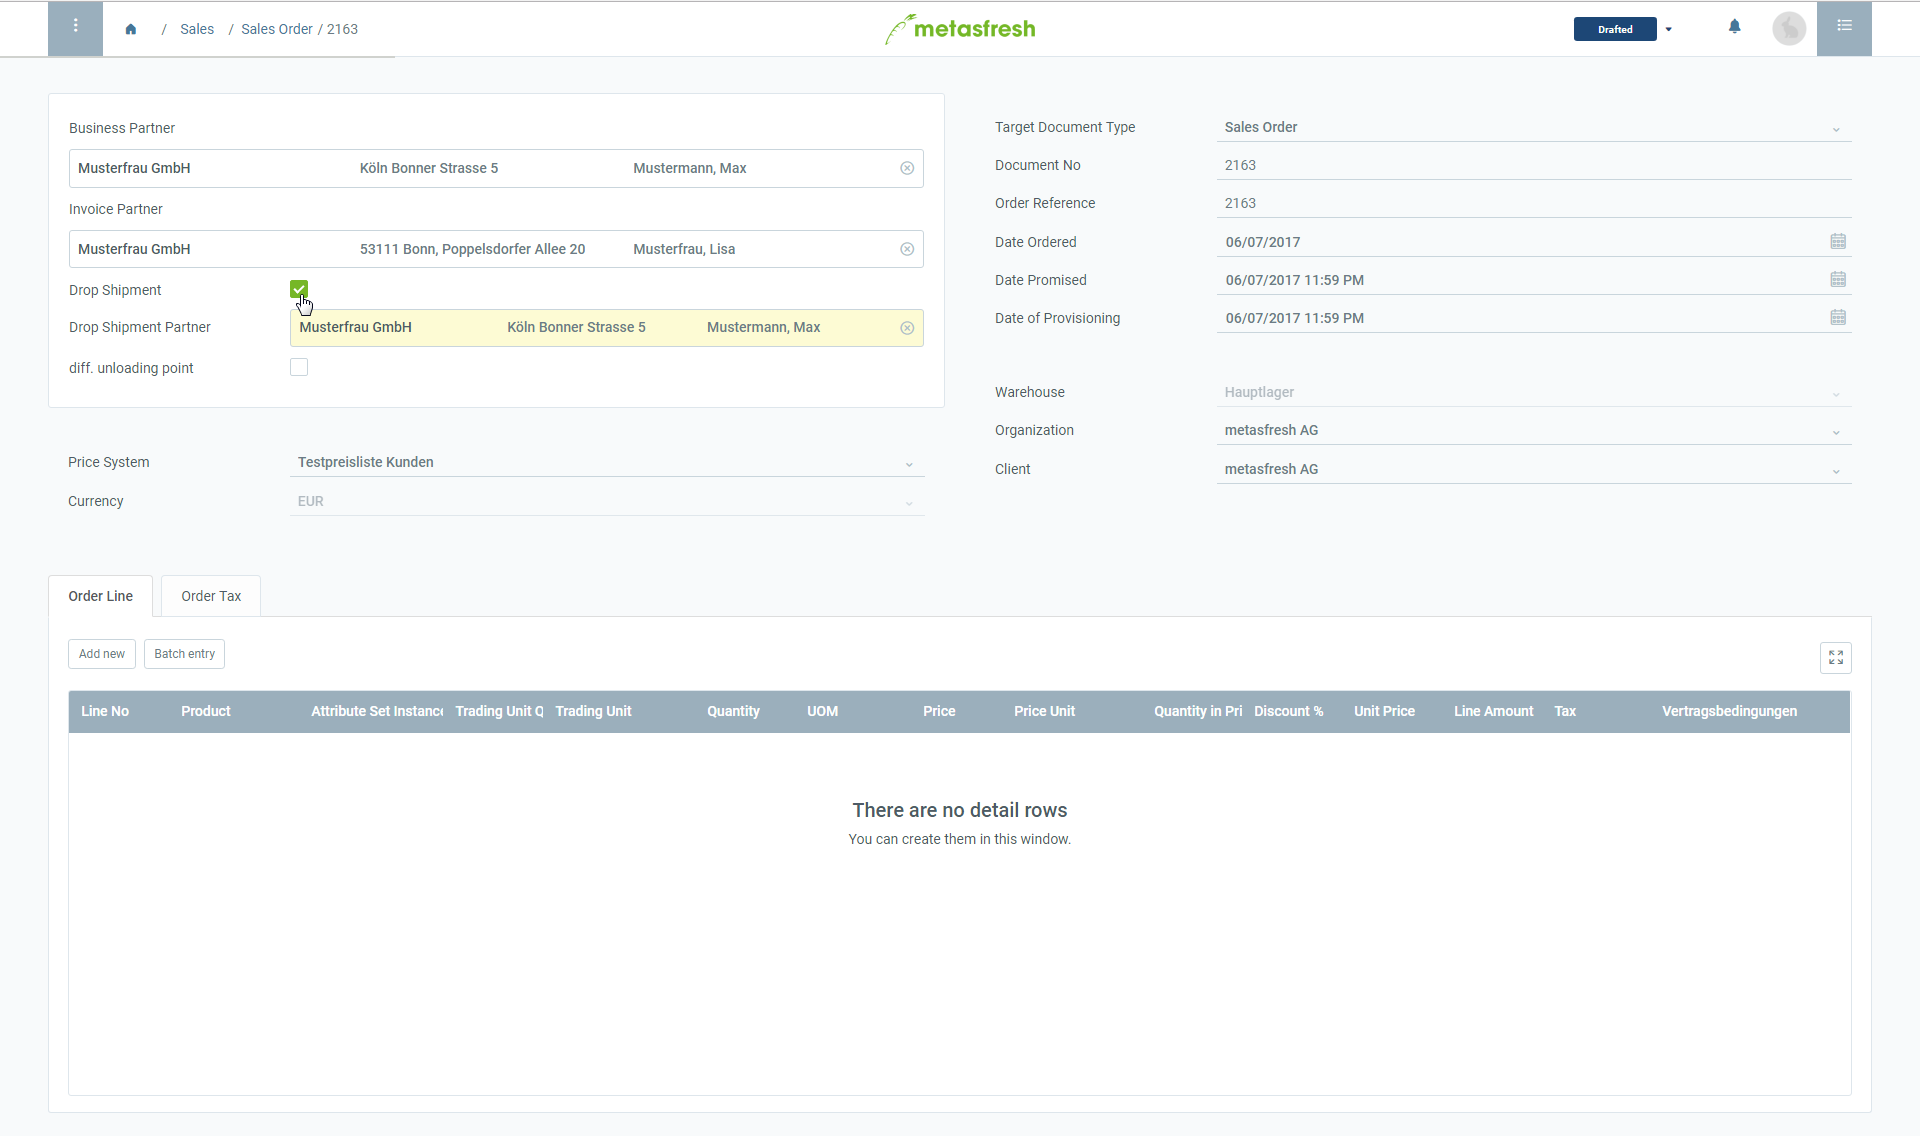 / Sales / Sales Order / 2163
metasfresh
Drafted
Business Partner
Musterfrau GmbH Köln Bonner Strasse 5 Mustermann, Max
Invoice Partner
Musterfrau GmbH 53111 Bonn, Poppelsdorfer Allee 20 Musterfrau, Lisa
Drop Shipment
Drop Shipment Partner Musterfrau GmbH Köln Bonner Strasse 5 Mustermann, Max
diff. unloading point
Price System Testpreisliste Kunden
Currency EUR
Target Document Type Sales Order
Document No 2163
Order Reference 2163
Date Ordered 06/07/2017
Date Promised 06/07/2017 11:59 PM
Date of Provisioning 06/07/2017 11:59 PM
Warehouse Hauptlager
Organization metasfresh AG
Client metasfresh AG
Order Line Order Tax
Add new Batch entry
Line No Product Attribute Set Instance Trading Unit Q Trading Unit Quantity UOM Price Price Unit Quantity in Pri Discount % Unit Price Line Amount Tax Vertragsbedingungen
There are no detail rows
You can create them in this window.